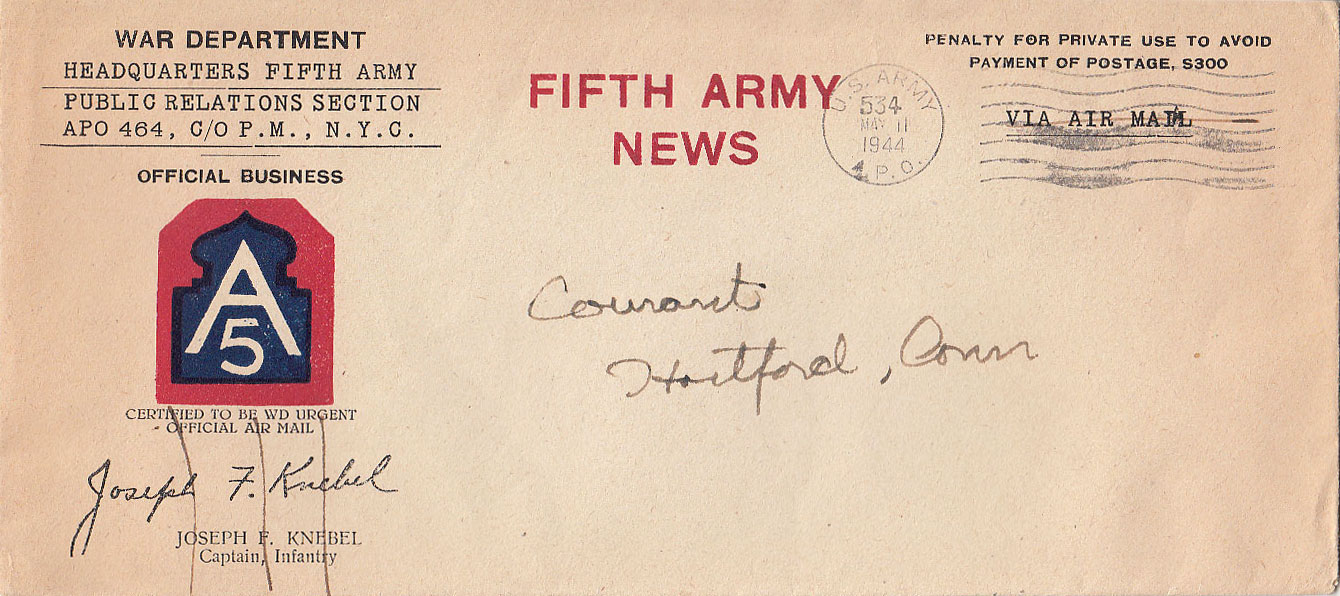 WAR DEPARTMENT
HEADQUARTERS FIFTH ARMY
PUBLIC RELATIONS SECTION
APO 464, C/O P.M., N.Y.C.
OFFICIAL BUSINESS
A
5
CERTIFIED TO BE WD URGENT
OFFICIAL AIR MAIL
Joseph F. Knebel
JOSEPH F. KNEBEL
Captain, Infantry
FIFTH ARMY
NEWS
U.S. ARMY
534
MAY 11
1944
A.P.O.
PENALTY FOR PRIVATE USE TO AVOID
PAYMENT OF POSTAGE, $300
VIA AIR MAIL
Courant
Hartford, Conn